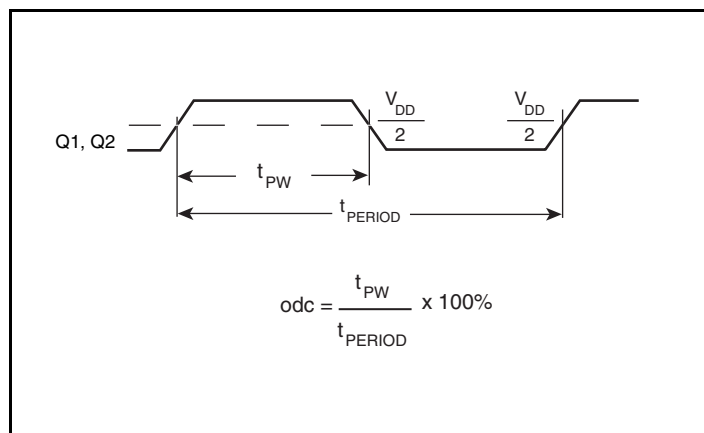 V_DD V_DD
2 2
Q1, Q2
t_PW
t_PERIOD
t_PW
odc = x 100%
t_PERIOD